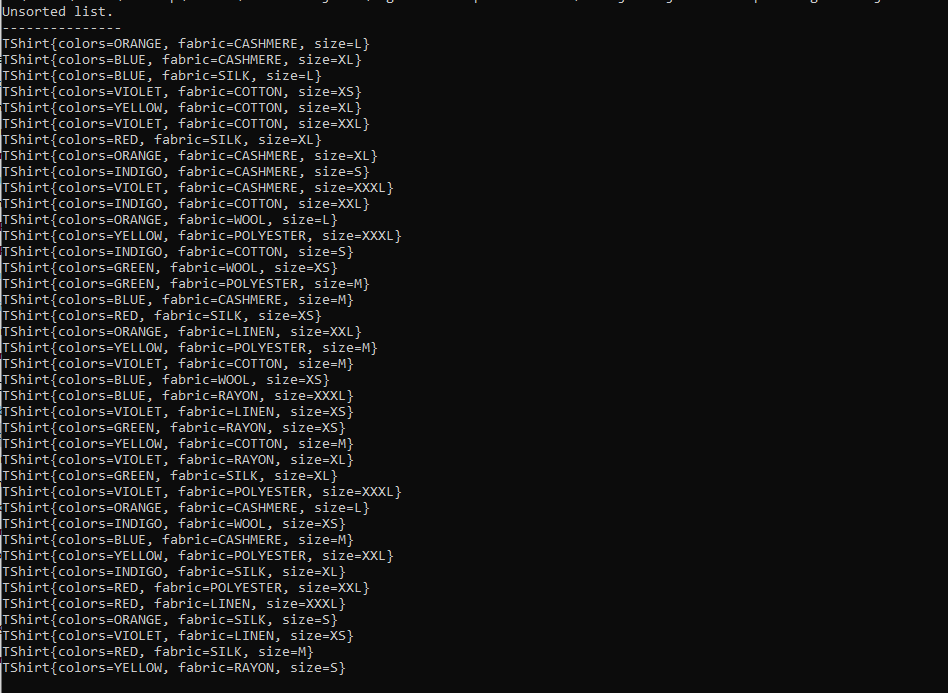 Unsorted list.
---------------
TShirt{colors=ORANGE, fabric=CASHMERE, size=L}
TShirt{colors=BLUE, fabric=CASHMERE, size=XL}
TShirt{colors=BLUE, fabric=SILK, size=L}
TShirt{colors=VIOLET, fabric=COTTON, size=XS}
TShirt{colors=YELLOW, fabric=COTTON, size=XL}
TShirt{colors=VIOLET, fabric=COTTON, size=XXL}
TShirt{colors=RED, fabric=SILK, size=XL}
TShirt{colors=ORANGE, fabric=CASHMERE, size=XL}
TShirt{colors=INDIGO, fabric=CASHMERE, size=S}
TShirt{colors=VIOLET, fabric=CASHMERE, size=XXXL}
TShirt{colors=INDIGO, fabric=COTTON, size=XXL}
TShirt{colors=ORANGE, fabric=WOOL, size=L}
TShirt{colors=YELLOW, fabric=POLYESTER, size=XXXL}
TShirt{colors=INDIGO, fabric=COTTON, size=S}
TShirt{colors=GREEN, fabric=WOOL, size=XS}
TShirt{colors=GREEN, fabric=POLYESTER, size=M}
TShirt{colors=BLUE, fabric=CASHMERE, size=M}
TShirt{colors=RED, fabric=SILK, size=XS}
TShirt{colors=ORANGE, fabric=LINEN, size=XXL}
TShirt{colors=YELLOW, fabric=POLYESTER, size=M}
TShirt{colors=VIOLET, fabric=COTTON, size=M}
TShirt{colors=BLUE, fabric=WOOL, size=XS}
TShirt{colors=BLUE, fabric=RAYON, size=XXXL}
TShirt{colors=VIOLET, fabric=LINEN, size=XS}
TShirt{colors=GREEN, fabric=RAYON, size=XS}
TShirt{colors=YELLOW, fabric=COTTON, size=M}
TShirt{colors=VIOLET, fabric=RAYON, size=XL}
TShirt{colors=GREEN, fabric=SILK, size=XL}
TShirt{colors=VIOLET, fabric=POLYESTER, size=XXXL}
TShirt{colors=ORANGE, fabric=CASHMERE, size=L}
TShirt{colors=INDIGO, fabric=WOOL, size=XS}
TShirt{colors=BLUE, fabric=CASHMERE, size=M}
TShirt{colors=YELLOW, fabric=POLYESTER, size=XXL}
TShirt{colors=INDIGO, fabric=SILK, size=XL}
TShirt{colors=RED, fabric=POLYESTER, size=XXL}
TShirt{colors=RED, fabric=LINEN, size=XXXL}
TShirt{colors=ORANGE, fabric=SILK, size=S}
TShirt{colors=VIOLET, fabric=LINEN, size=XS}
TShirt{colors=RED, fabric=SILK, size=M}
TShirt{colors=YELLOW, fabric=RAYON, size=S}